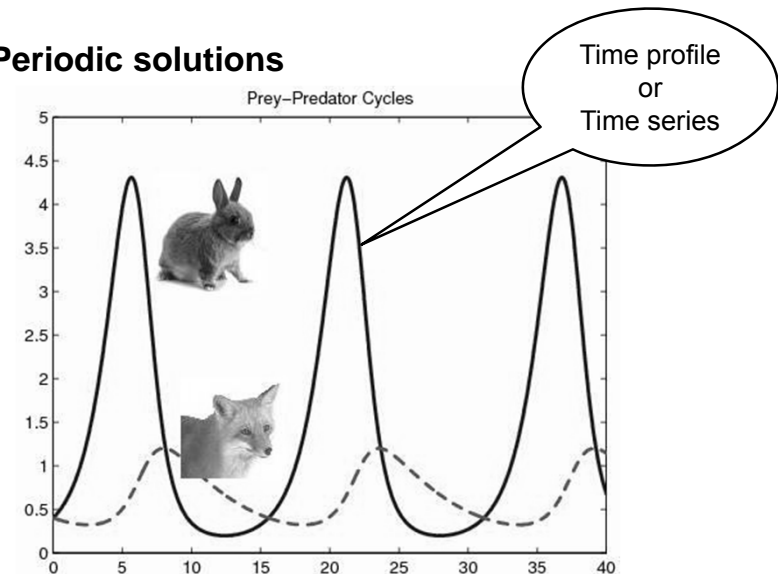 Periodic solutions
Time profile
or
Time series
Prey-Predator Cycles
5
4.5
4
3.5
3
2.5
2
1.5
1
0.5
0
0 5 10 15 20 25 30 35 40